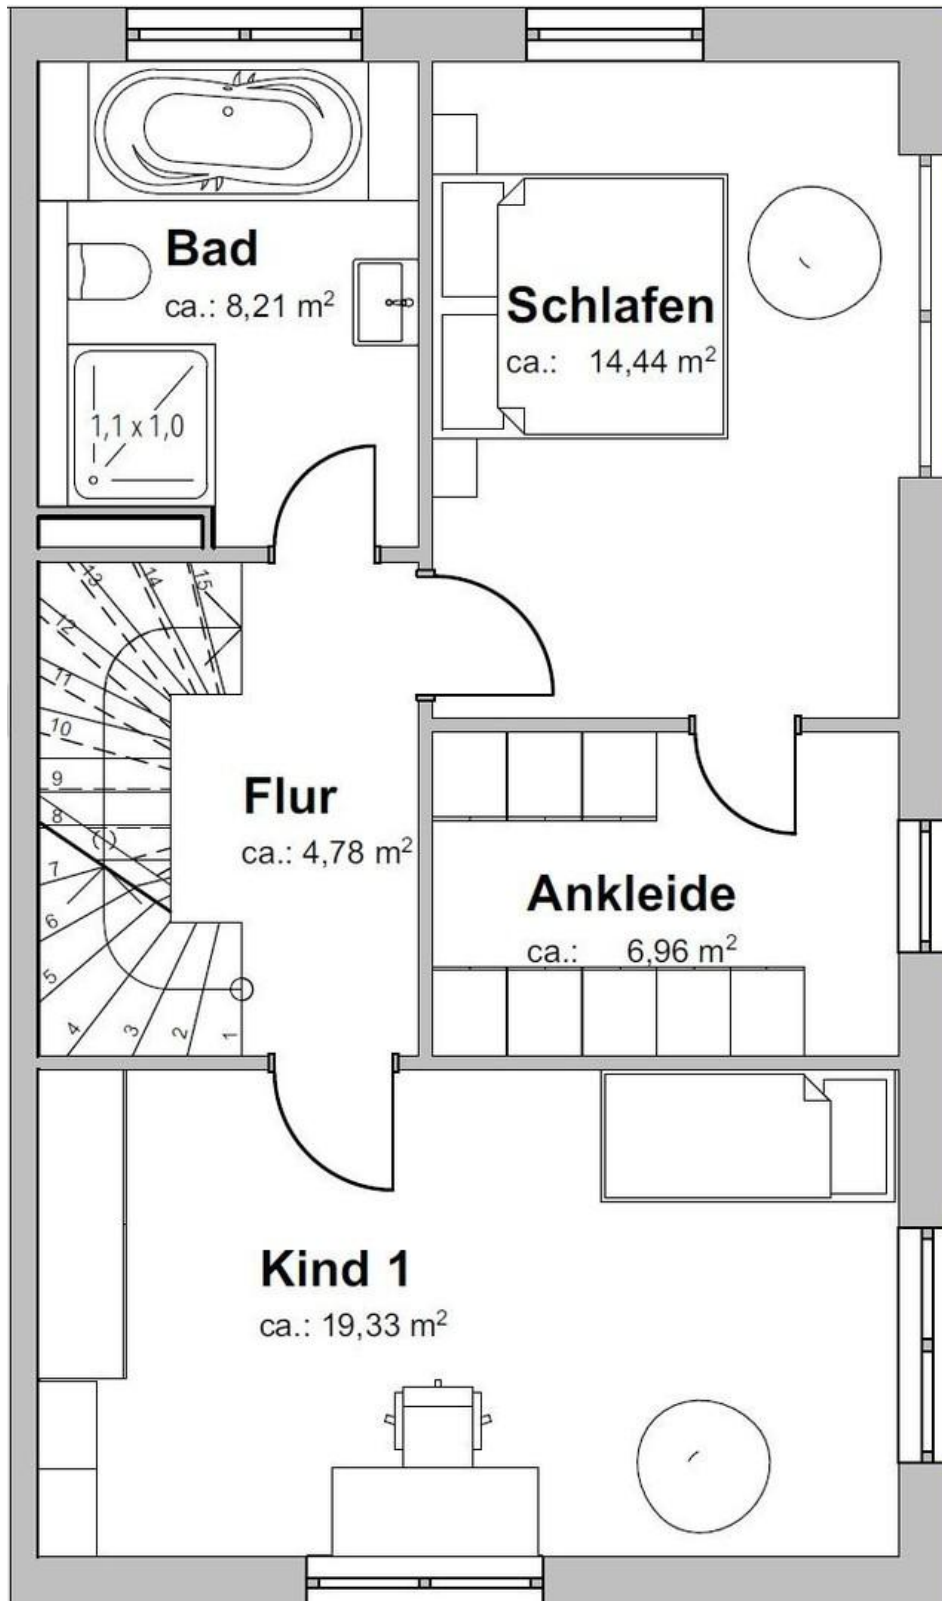 Bad
ca.: 8,21 m²
Schlafen
ca.: 14,44 m²
1,1 x 1,0
15
14
13
12
11
10
9
8
7
6
5
4
3
2
1
Flur
ca.: 4,78 m²
Ankleide
ca.: 6,96 m²
Kind 1
ca.: 19,33 m²